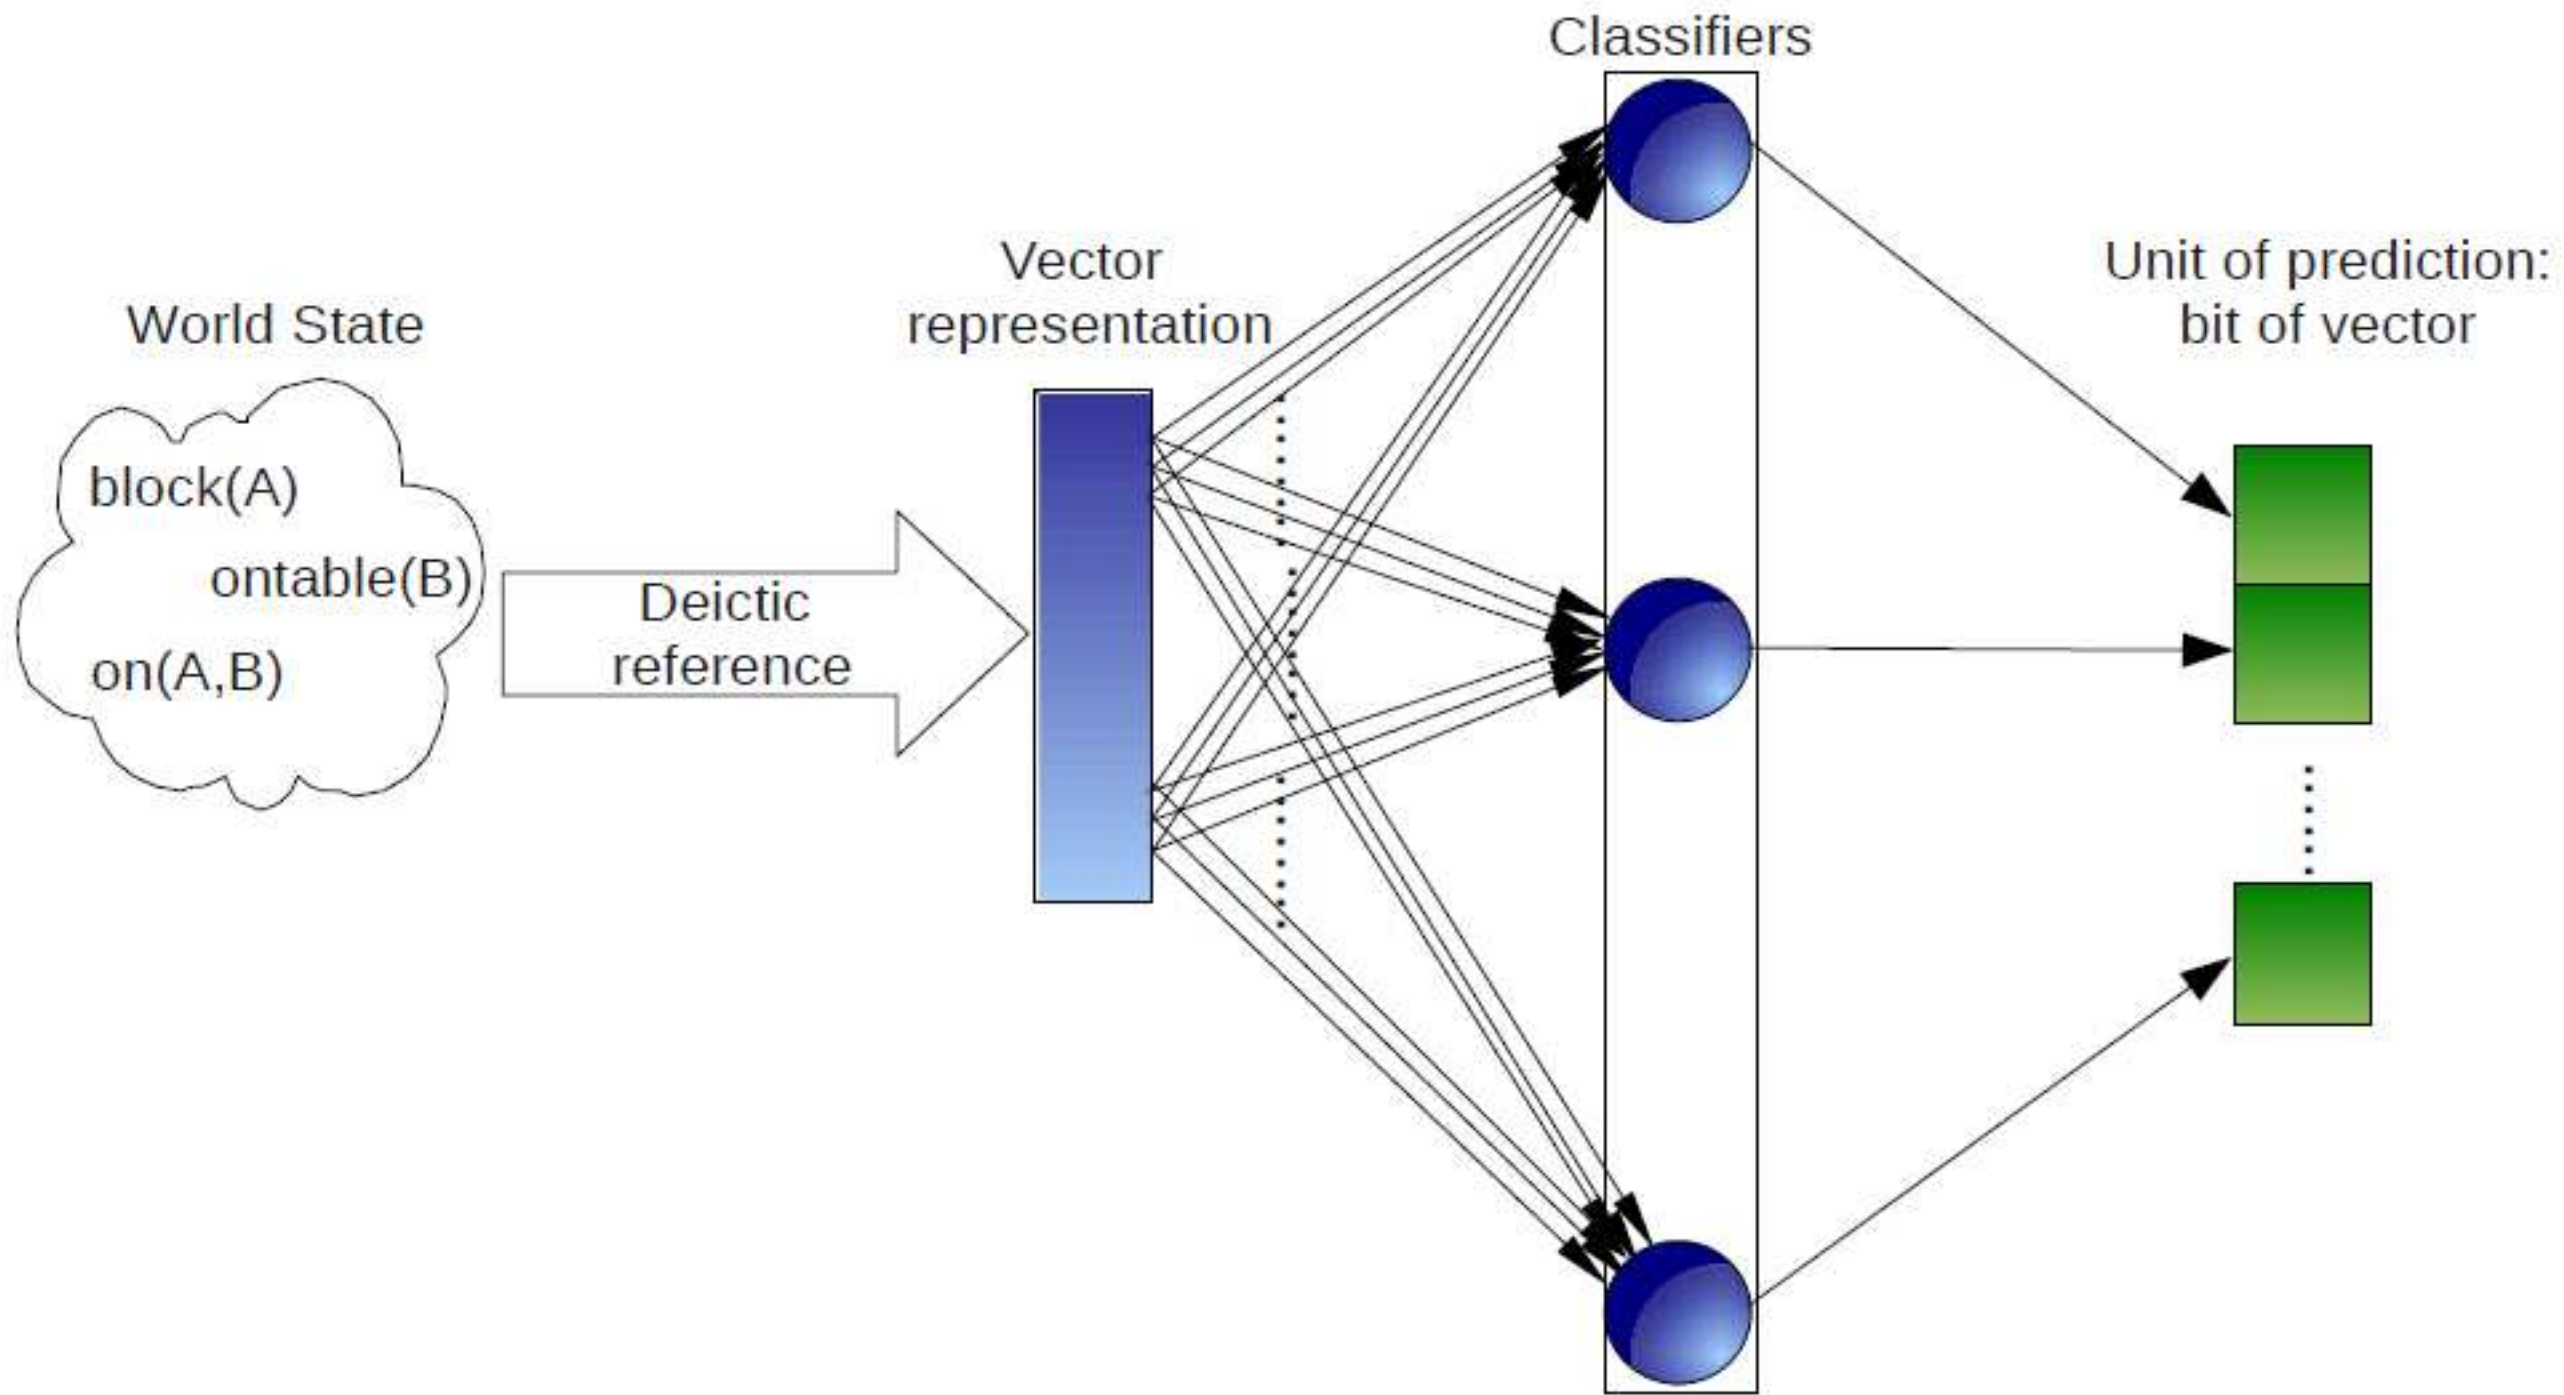 Classifiers
Vector
representation
Unit of prediction:
bit of vector
World State
block(A)
ontable(B)
on(A,B)
Deictic
reference